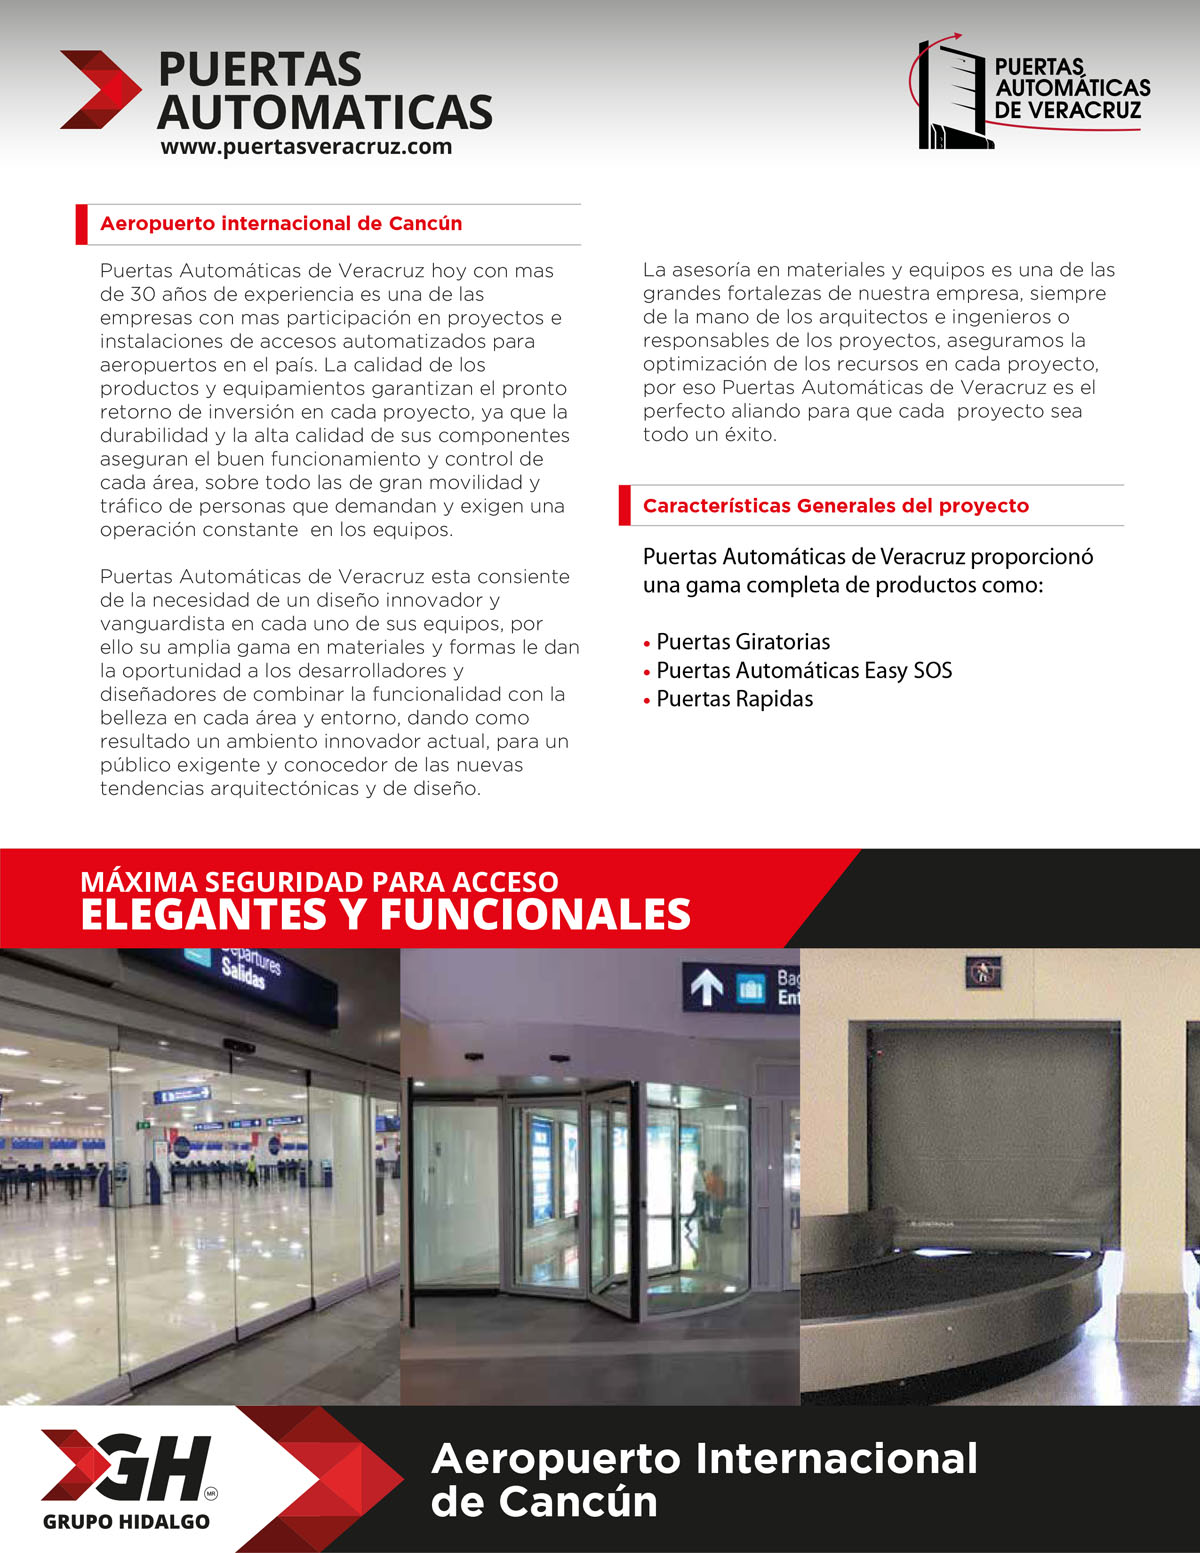 PUERTAS
AUTOMATICAS
www.puertasveracruz.com
PUERTAS
AUTOMÁTICAS
DE VERACRUZ
Aeropuerto internacional de Cancún
Puertas Automáticas de Veracruz hoy con mas
de 30 años de experiencia es una de las
empresas con mas participación en proyectos e
instalaciones de accesos automatizados para
aeropuertos en el país. La calidad de los
productos y equipamientos garantizan el pronto
retorno de inversión en cada proyecto, ya que la
durabilidad y la alta calidad de sus componentes
aseguran el buen funcionamiento y control de
cada área, sobre todo las de gran movilidad y
tráfico de personas que demandan y exigen una
operación constante  en los equipos.
Puertas Automáticas de Veracruz esta consiente
de la necesidad de un diseño innovador y
vanguardista en cada uno de sus equipos, por
ello su amplia gama en materiales y formas le dan
la oportunidad a los desarrolladores y
diseñadores de combinar la funcionalidad con la
belleza en cada área y entorno, dando como
resultado un ambiento innovador actual, para un
público exigente y conocedor de las nuevas
tendencias arquitectónicas y de diseño.
La asesoría en materiales y equipos es una de las
grandes fortalezas de nuestra empresa, siempre
de la mano de los arquitectos e ingenieros o
responsables de los proyectos, aseguramos la
optimización de los recursos en cada proyecto,
por eso Puertas Automáticas de Veracruz es el
perfecto aliando para que cada  proyecto sea
todo un éxito.
Características Generales del proyecto
Puertas Automáticas de Veracruz proporcionó
una gama completa de productos como:
• Puertas Giratorias
• Puertas Automáticas Easy SOS
• Puertas Rapidas
MÁXIMA SEGURIDAD PARA ACCESO
ELEGANTES Y FUNCIONALES
Departures
Salidas
Bag
Ent
GH
MR
GRUPO HIDALGO
Aeropuerto Internacional
de Cancún